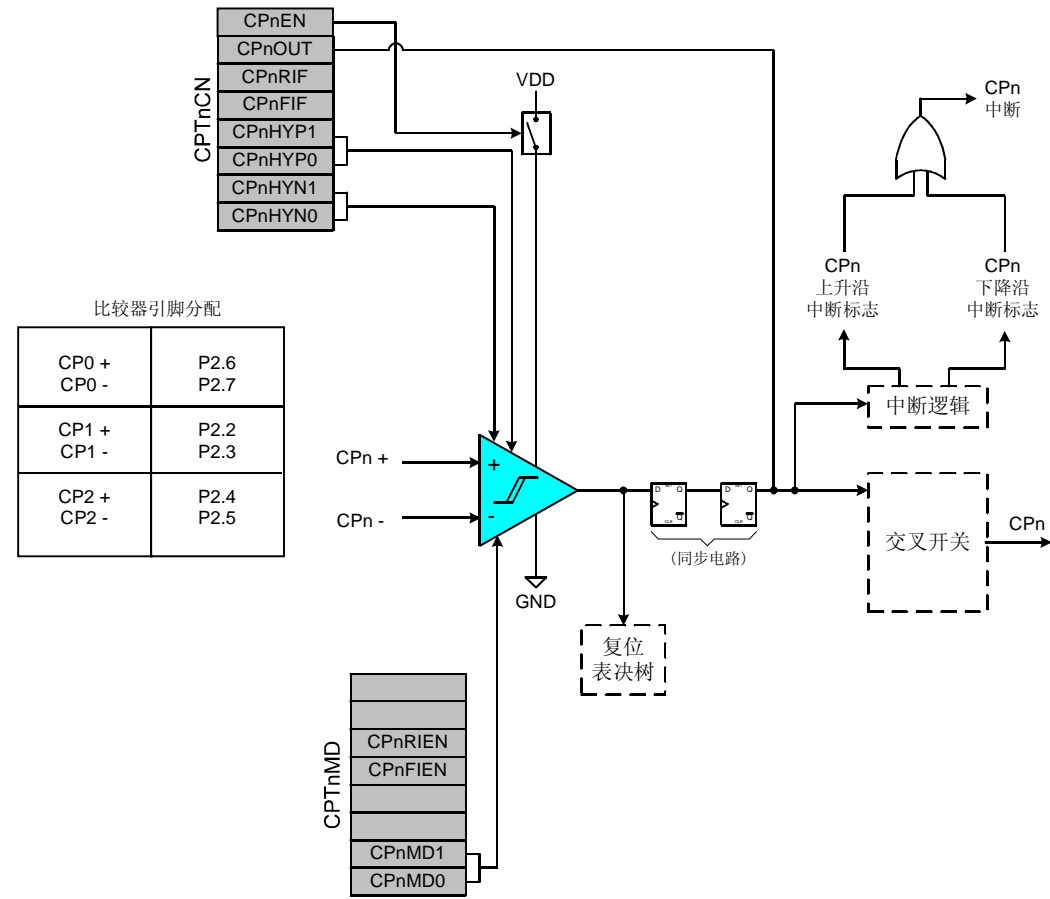 CPTnCN
CPnEN
CPnOUT
CPnRIF
CPnFIF
CPnHYP1
CPnHYP0
CPnHYN1
CPnHYN0
VDD
CPn
中断
CPn
上升沿
中断标志
CPn
下降沿
中断标志
中断逻辑
比较器引脚分配
CP0 + P2.6
CP0 - P2.7
CP1 + P2.2
CP1 - P2.3
CP2 + P2.4
CP2 - P2.5
CPn +
CPn -
+
-
D SET Q
CLR Q
D SET Q
CLR Q
(同步电路)
GND
交叉开关
CPn
复位
表决树
CPTnMD
CPnRIEN
CPnFIEN
CPnMD1
CPnMD0